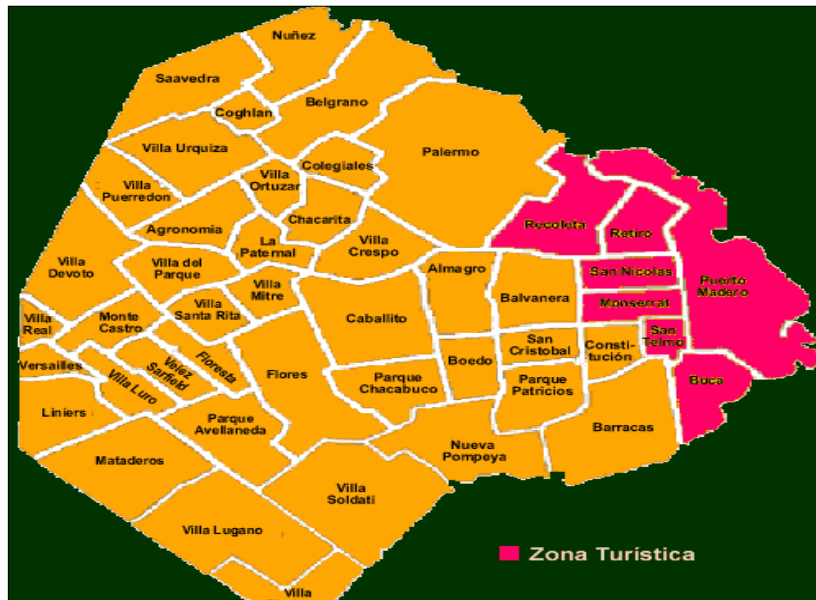 Nuñez
Saavedra
Belgrano
Coghlan
Villa Urquiza
Palermo
Colegiales
Villa
Ortuzar
Villa
Puerredon
Chacarita
Agronomia
Recoleta
Retiro
La
Paternal
Villa
Crespo
Villa
Devoto
Villa del
Parque
Almagro
San Nicolas
Puerto
Madero
Villa
Mitre
Balvanera
Monserrat
Villa
Santa Rita
Villa
Real
Monte
Castro
Caballito
San
Telmo
San
Cristobal
Consti-
tución
Versailles
Velez
Sarfield
Floresta
Boedo
Flores
Villa Luro
Parque
Chacabuco
Parque
Patricios
Boca
Liniers
Parque
Avellaneda
Barracas
Nueva
Pompeya
Mataderos
Villa
Soldati
Villa Lugano
Zona Turística
Villa